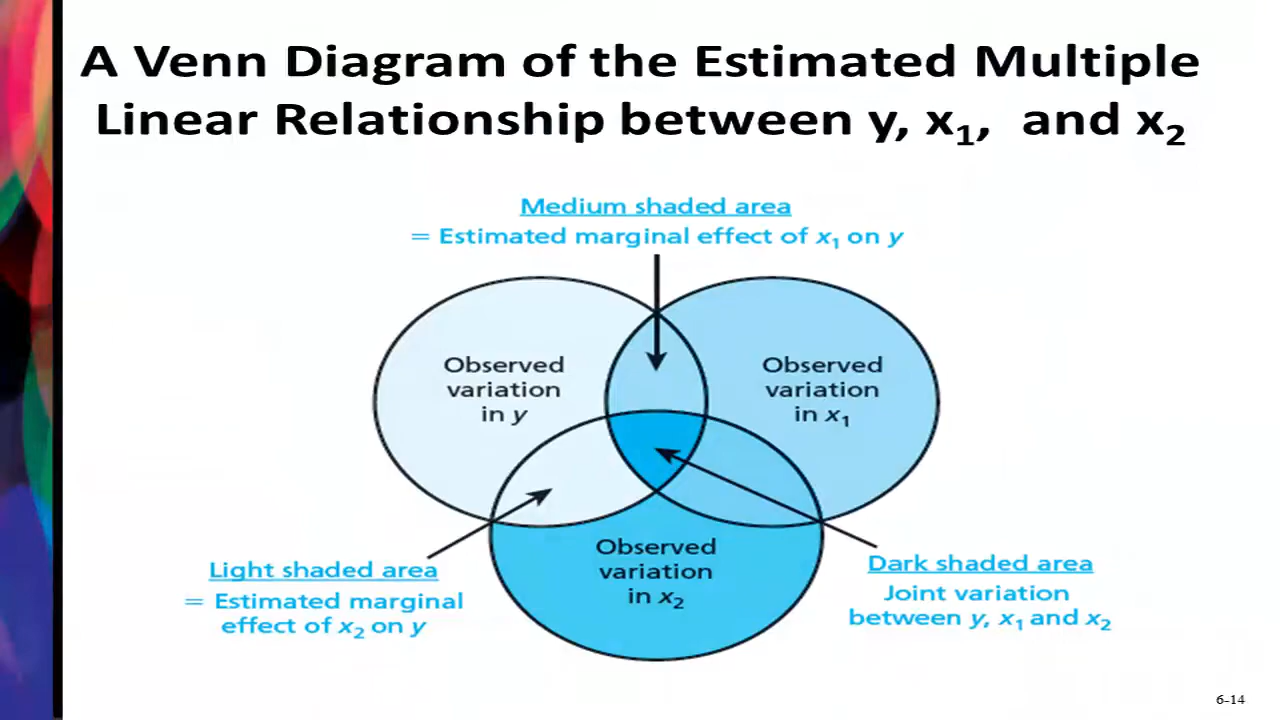 A Venn Diagram of the Estimated Multiple
Linear Relationship between y, x₁, and x₂
Medium shaded area
= Estimated marginal effect of x₁ on y
Observed
variation
in y
Observed
variation
in x₁
Observed
variation
in x₂
Light shaded area
= Estimated marginal
effect of x₂ on y
Dark shaded area
Joint variation
between y, x₁ and x₂
6-14